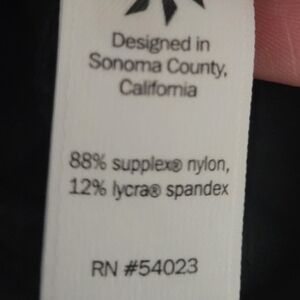 Designed in
Sonoma County,
California
88% supplex® nylon,
12% lycra® spandex
RN #54023